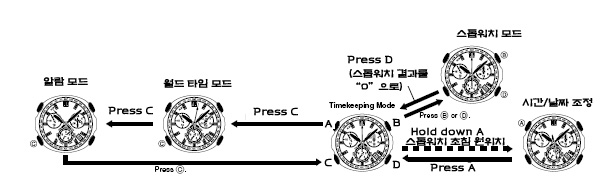 스톱워치 모드
Press D
(스톱워치 결과를
"0"으로)
알람 모드
월드 타임 모드
시간/날짜 조정
Timekeeping Mode
Press C
Press C
Press Ⓑ or Ⓓ.
Hold down A
스톱워치 초침 원위치
Press A
Press Ⓒ.
A
B
C
D
Ⓑ
Ⓓ
Ⓒ
Ⓒ
Ⓐ